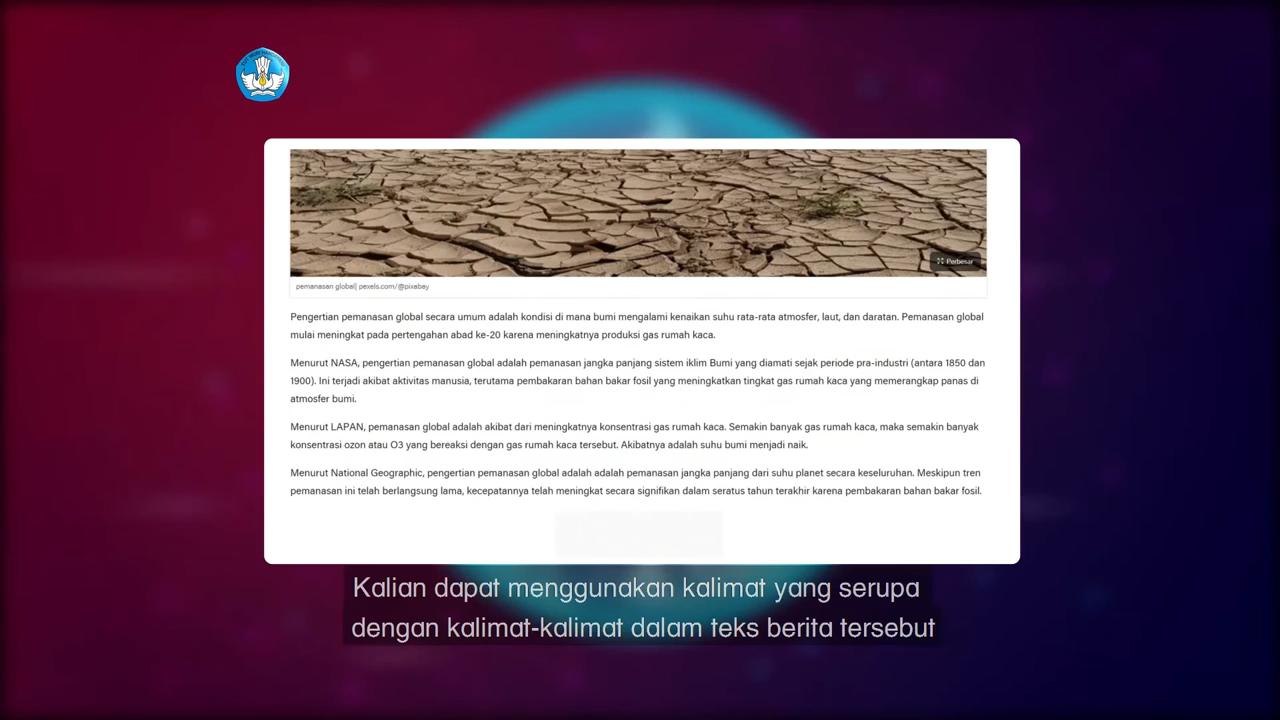 Perbesar
pemanasan global| pexels.com/@pixabay
Pengertian pemanasan global secara umum adalah kondisi di mana bumi mengalami kenaikan suhu rata-rata atmosfer, laut, dan daratan. Pemanasan global
mulai meningkat pada pertengahan abad ke-20 karena meningkatnya produksi gas rumah kaca.
Menurut NASA, pengertian pemanasan global adalah pemanasan jangka panjang sistem iklim Bumi yang diamati sejak periode pra-industri (antara 1850 dan
1900). Ini terjadi akibat aktivitas manusia, terutama pembakaran bahan bakar fosil yang meningkatkan tingkat gas rumah kaca yang memerangkap panas di
atmosfer bumi.
Menurut LAPAN, pemanasan global adalah akibat dari meningkatnya konsentrasi gas rumah kaca. Semakin banyak gas rumah kaca, maka semakin banyak
konsentrasi ozon atau O3 yang bereaksi dengan gas rumah kaca tersebut. Akibatnya adalah suhu bumi menjadi naik.
Menurut National Geographic, pengertian pemanasan global adalah adalah pemanasan jangka panjang dari suhu planet secara keseluruhan. Meskipun tren
pemanasan ini telah berlangsung lama, kecepatannya telah meningkat secara signifikan dalam seratus tahun terakhir karena pembakaran bahan bakar fosil.
Kalian dapat menggunakan kalimat yang serupa
dengan kalimat-kalimat dalam teks berita tersebut